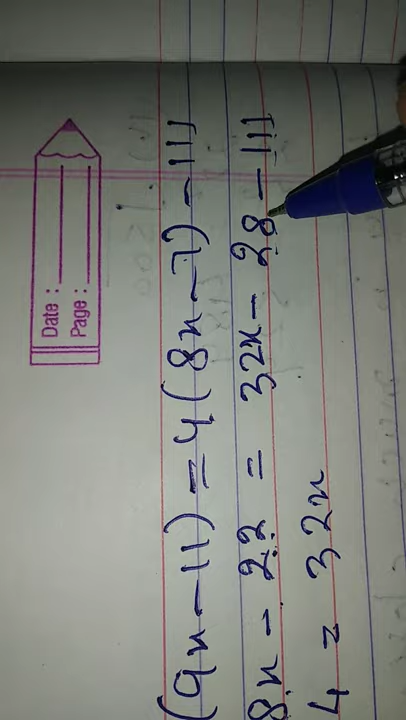 Date :
Page :
(9x-11) = 4(8x-7) - 111
8x - 22 = 32x - 28 - 111
4 = 32x